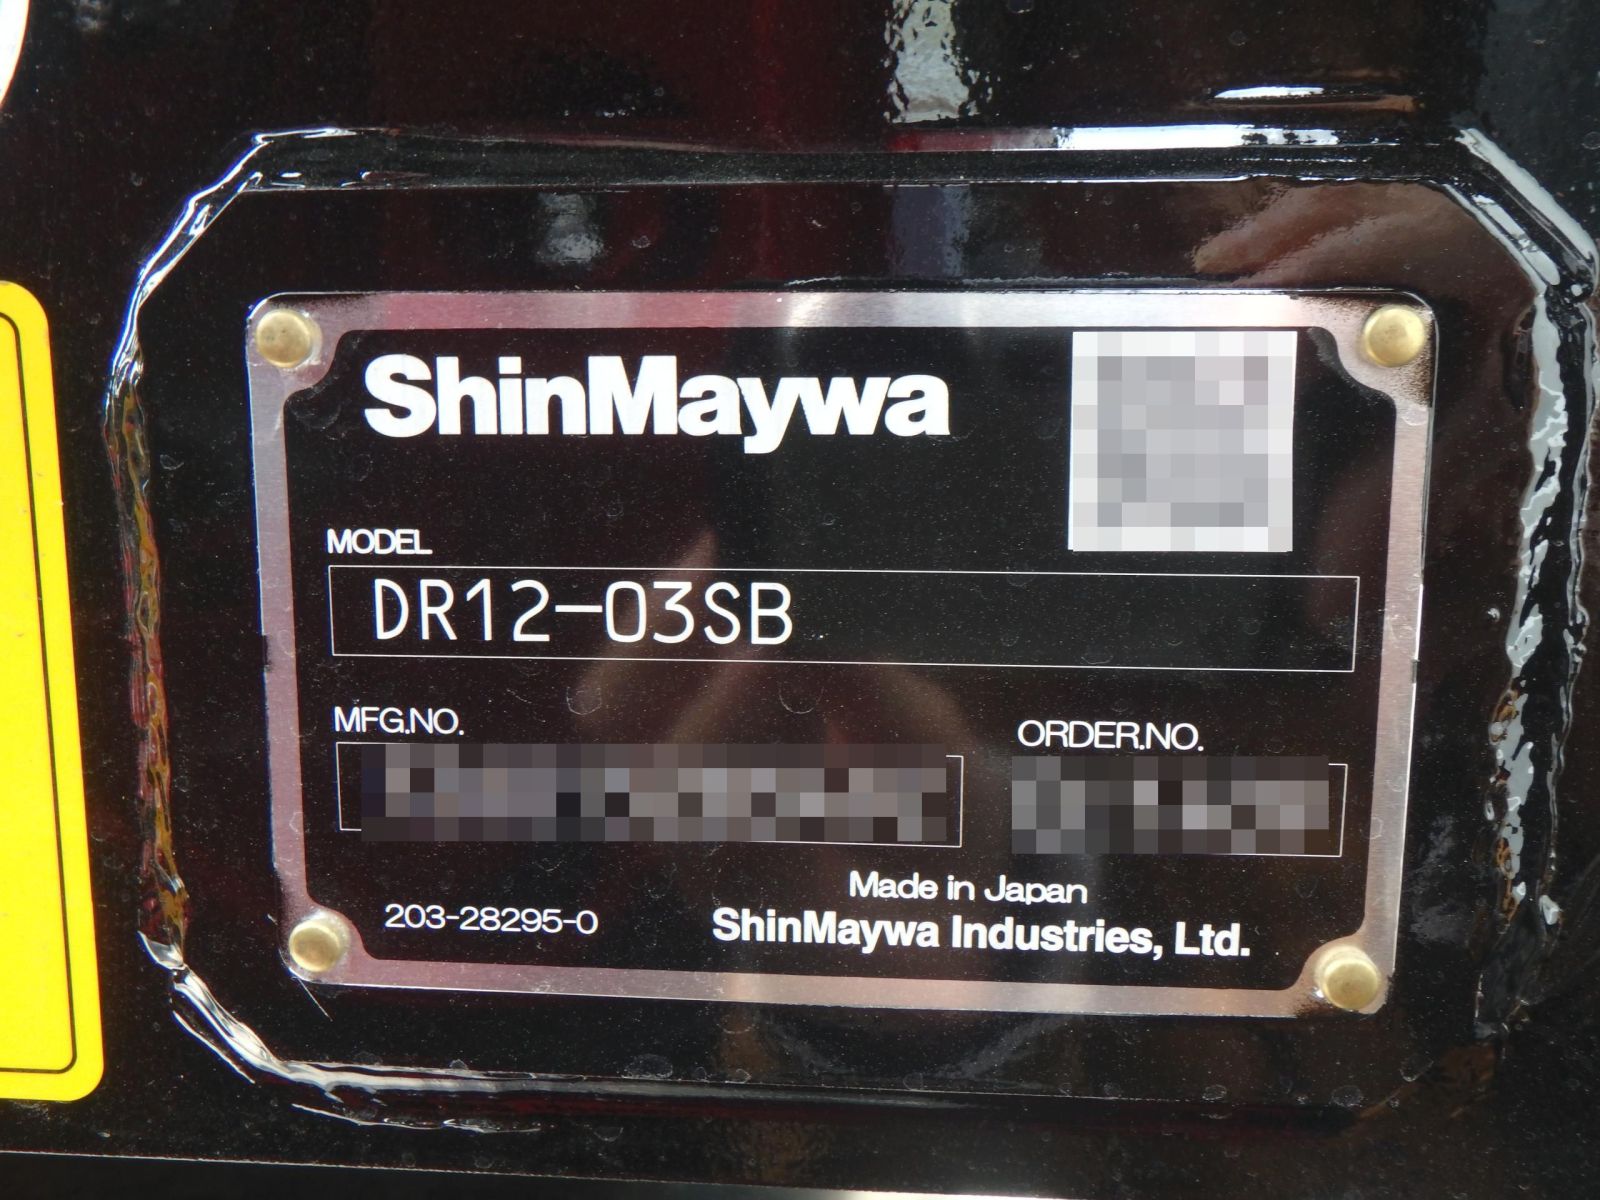 ShinMaywa
MODEL
DR12-03SB
MFG.NO.
ORDER.NO.
Made in Japan
203-28295-0
ShinMaywa Industries, Ltd.